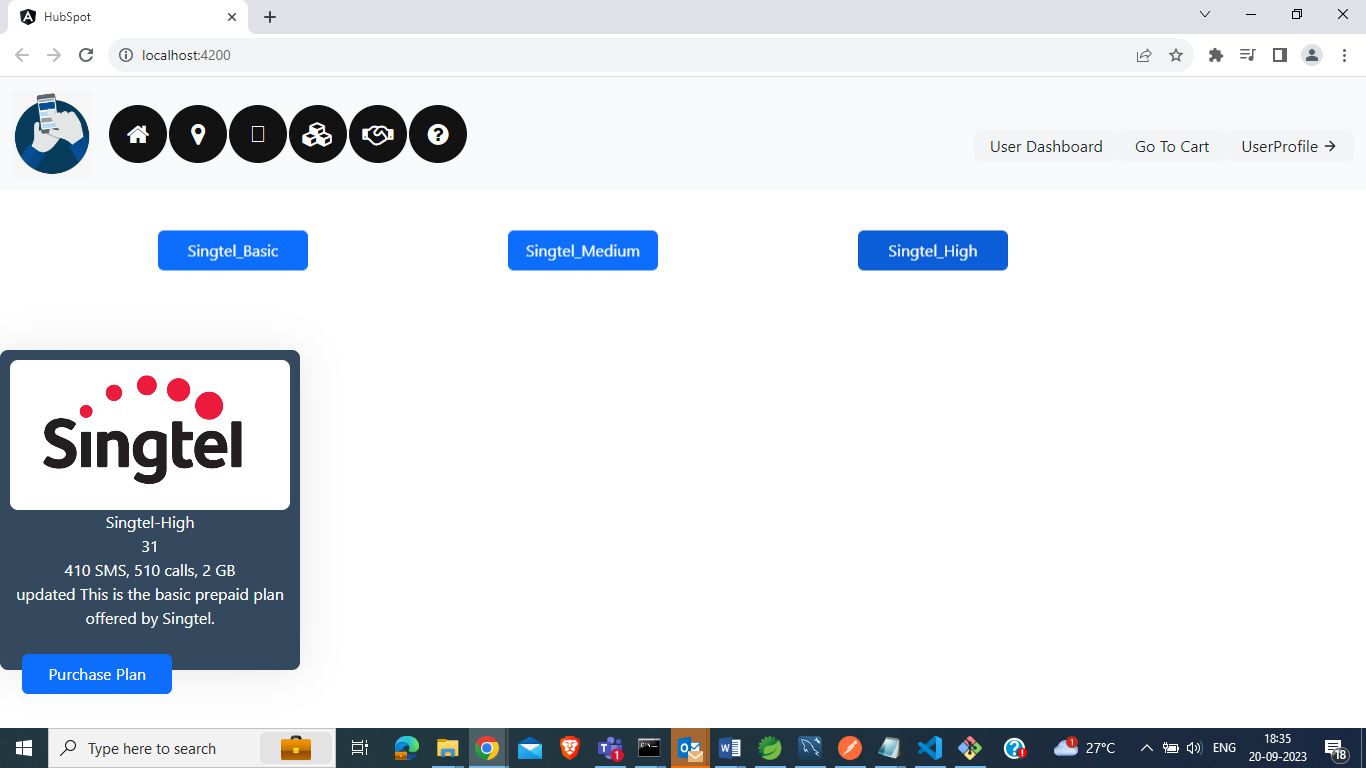 HubSpot
localhost:4200
User Dashboard
Go To Cart
UserProfile →
Singtel_Basic
Singtel_Medium
Singtel_High
Singtel
Singtel-High
31
410 SMS, 510 calls, 2 GB
updated This is the basic prepaid plan
offered by Singtel.
Purchase Plan
Type here to search
1
27°C
ENG
18:35
20-09-2023
18